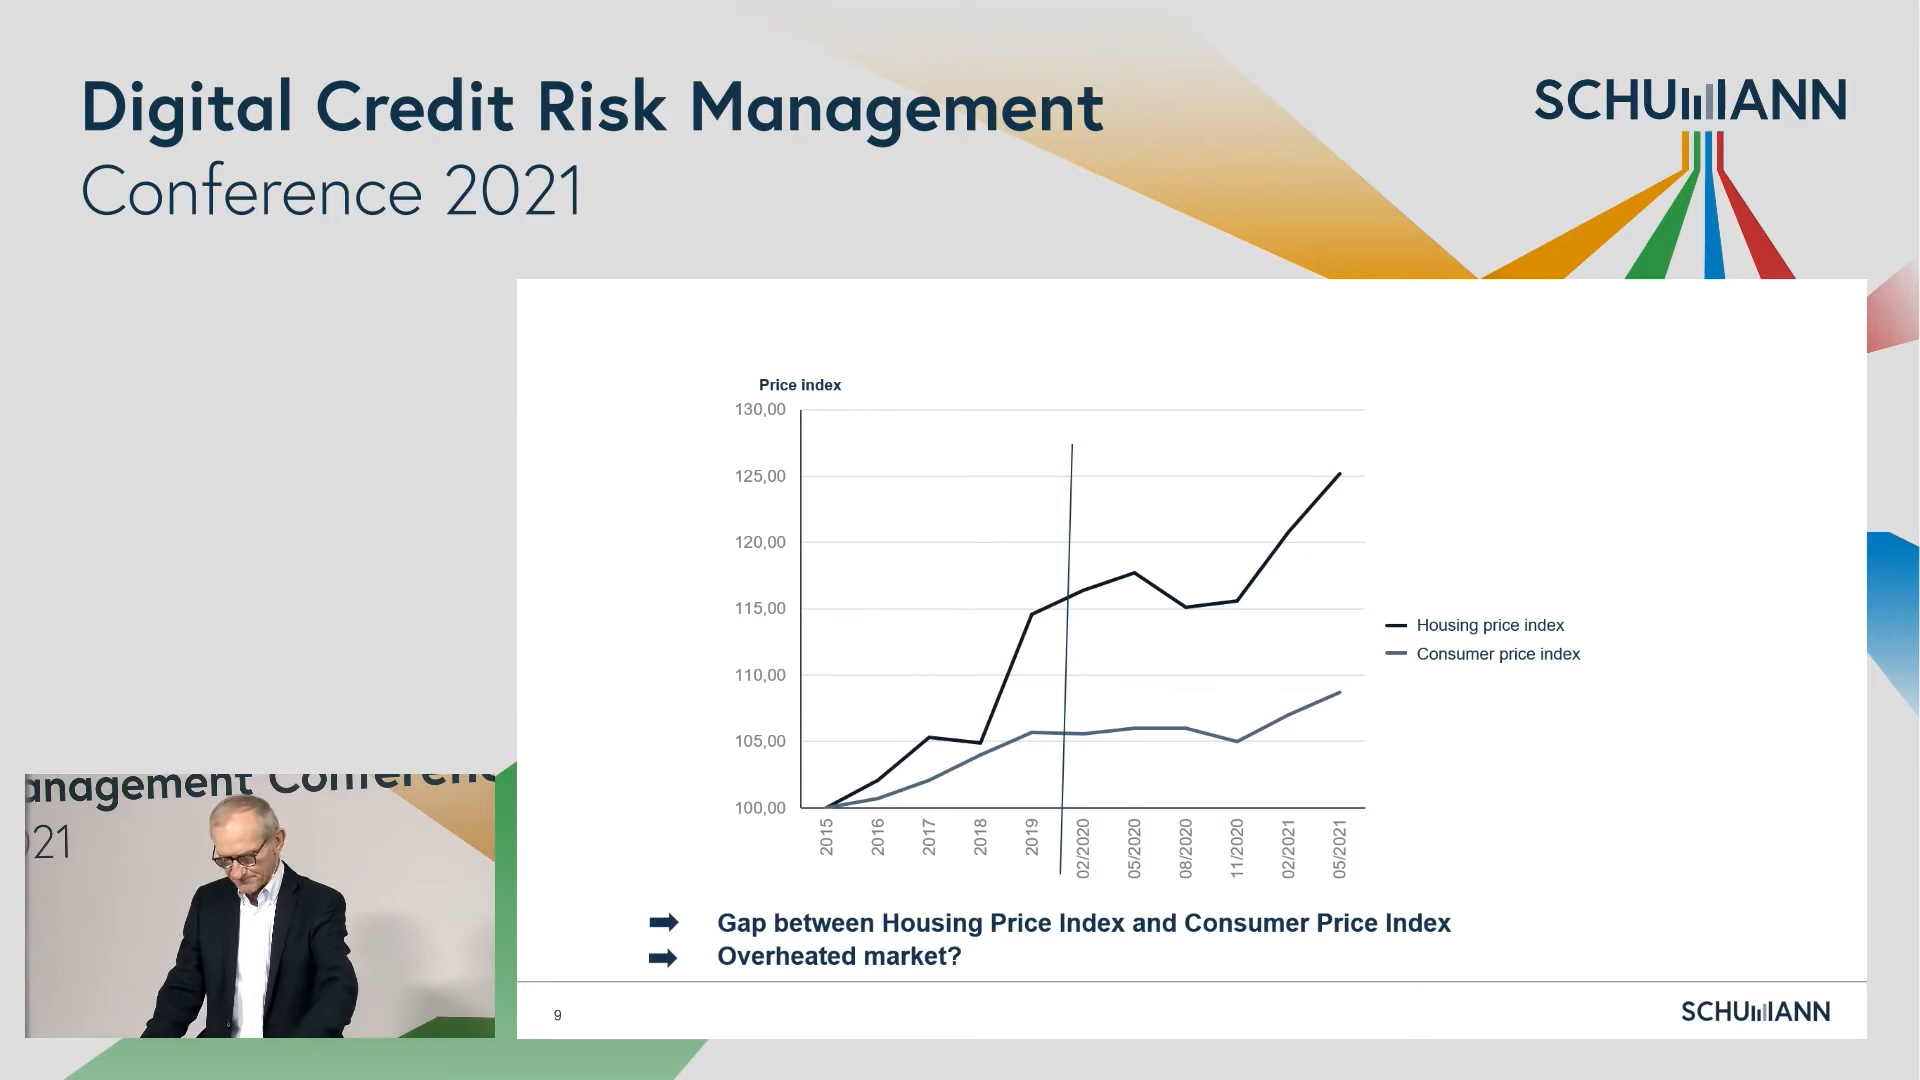 Digital Credit Risk Management
Conference 2021
SCHUMANN
Price index
130,00
125,00
120,00
115,00
110,00
105,00
100,00
2015
2016
2017
2018
2019
02/2020
05/2020
08/2020
11/2020
02/2021
05/2021
Housing price index
Consumer price index
Gap between Housing Price Index and Consumer Price Index
Overheated market?
9
SCHUMANN
anagement Conferenc
021